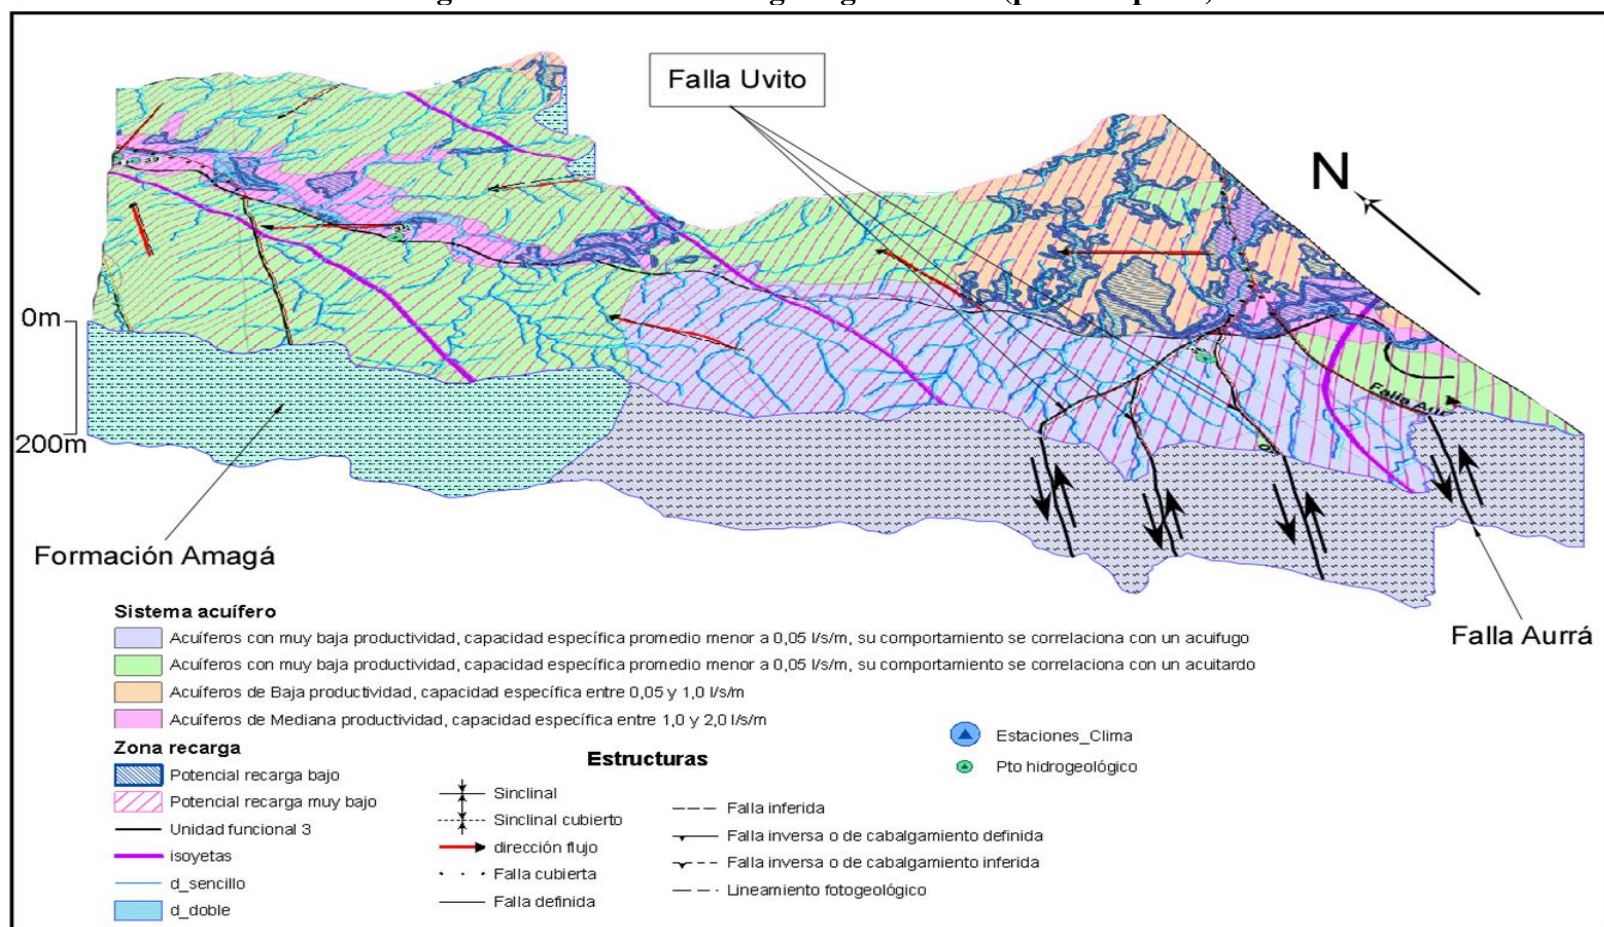 Falla Uvito
N
0m
200m
Falla Aur
Formación Amagá
Falla Aurrá
Sistema acuífero
Acuíferos con muy baja productividad, capacidad específica promedio menor a 0,05 l/s/m, su comportamiento se correlaciona con un acuifugo
Acuíferos con muy baja productividad, capacidad específica promedio menor a 0,05 l/s/m, su comportamiento se correlaciona con un acuitardo
Acuíferos de Baja productividad, capacidad específica entre 0,05 y 1,0 l/s/m
Acuíferos de Mediana productividad, capacidad específica entre 1,0 y 2,0 l/s/m
Zona recarga
Potencial recarga bajo
Potencial recarga muy bajo
Unidad funcional 3
isoyetas
d_sencillo
d_doble
Estructuras
Sinclinal
Sinclinal cubierto
dirección flujo
Falla cubierta
Falla definida
Falla inferida
Falla inversa o de cabalgamiento definida
Falla inversa o de cabalgamiento inferida
Lineamiento fotogeológico
Estaciones_Clima
Pto hidrogeológico